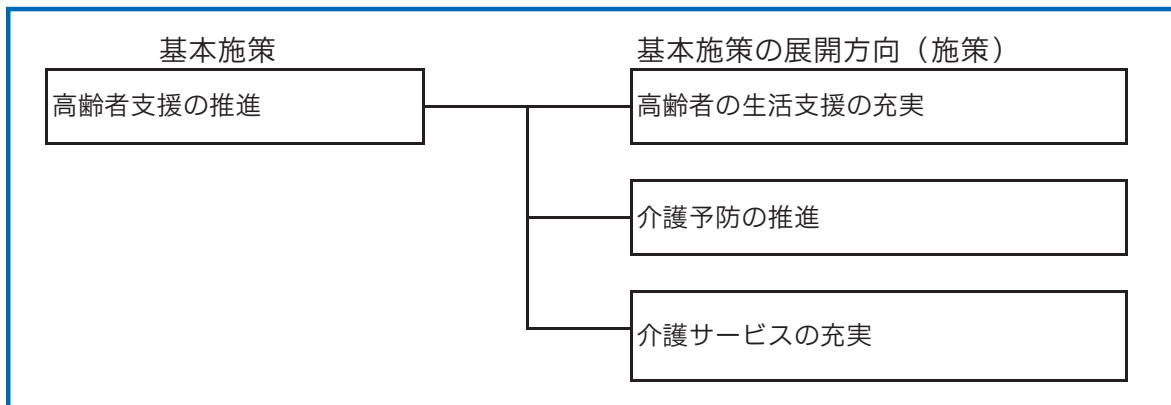 基本施策
基本施策の展開方向（施策）
高齢者支援の推進
高齢者の生活支援の充実
介護予防の推進
介護サービスの充実